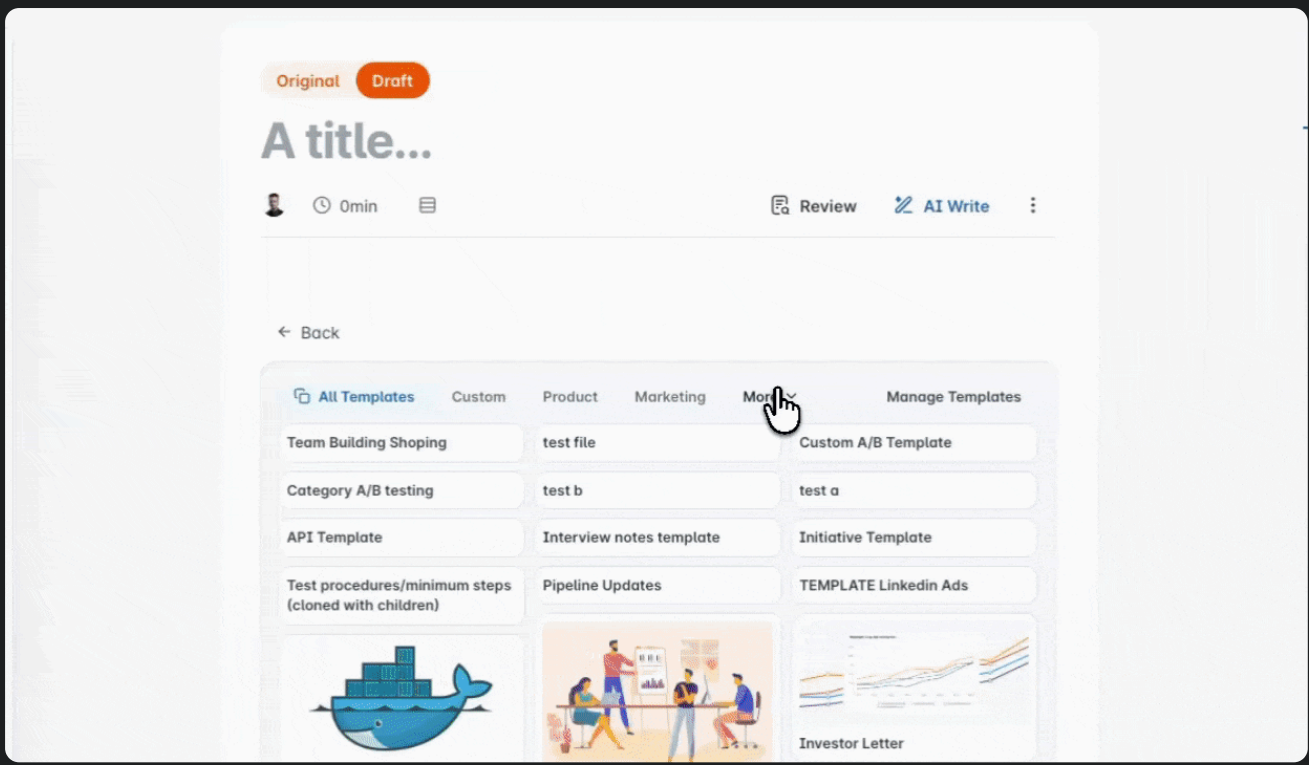 Original Draft
A title...
0min Review AI Write
Back
All Templates Custom Product Marketing More Manage Templates
Team Building Shoping test file Custom A/B Template
Category A/B testing test b test a
API Template Interview notes template Initiative Template
Test procedures/minimum steps Pipeline Updates TEMPLATE Linkedin Ads
(cloned with children)
Investor Letter